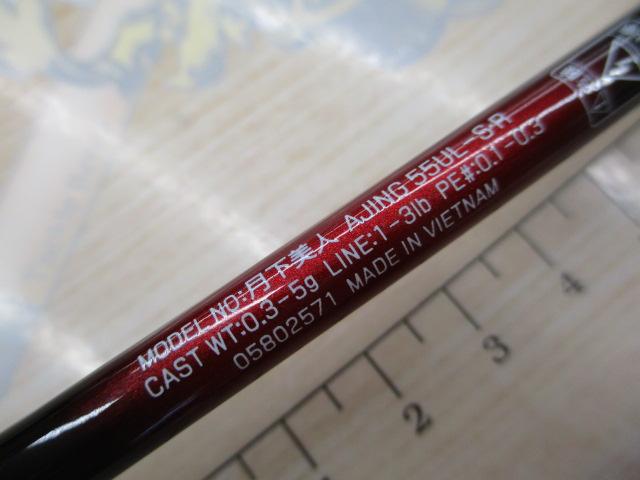 MODEL NO:月下美人 AJING 55UL-S・R
CAST WT:0.3-5g LINE:1-3lb PE#:0.1-0.3
05802571 MADE IN VIETNAM
2
3
4